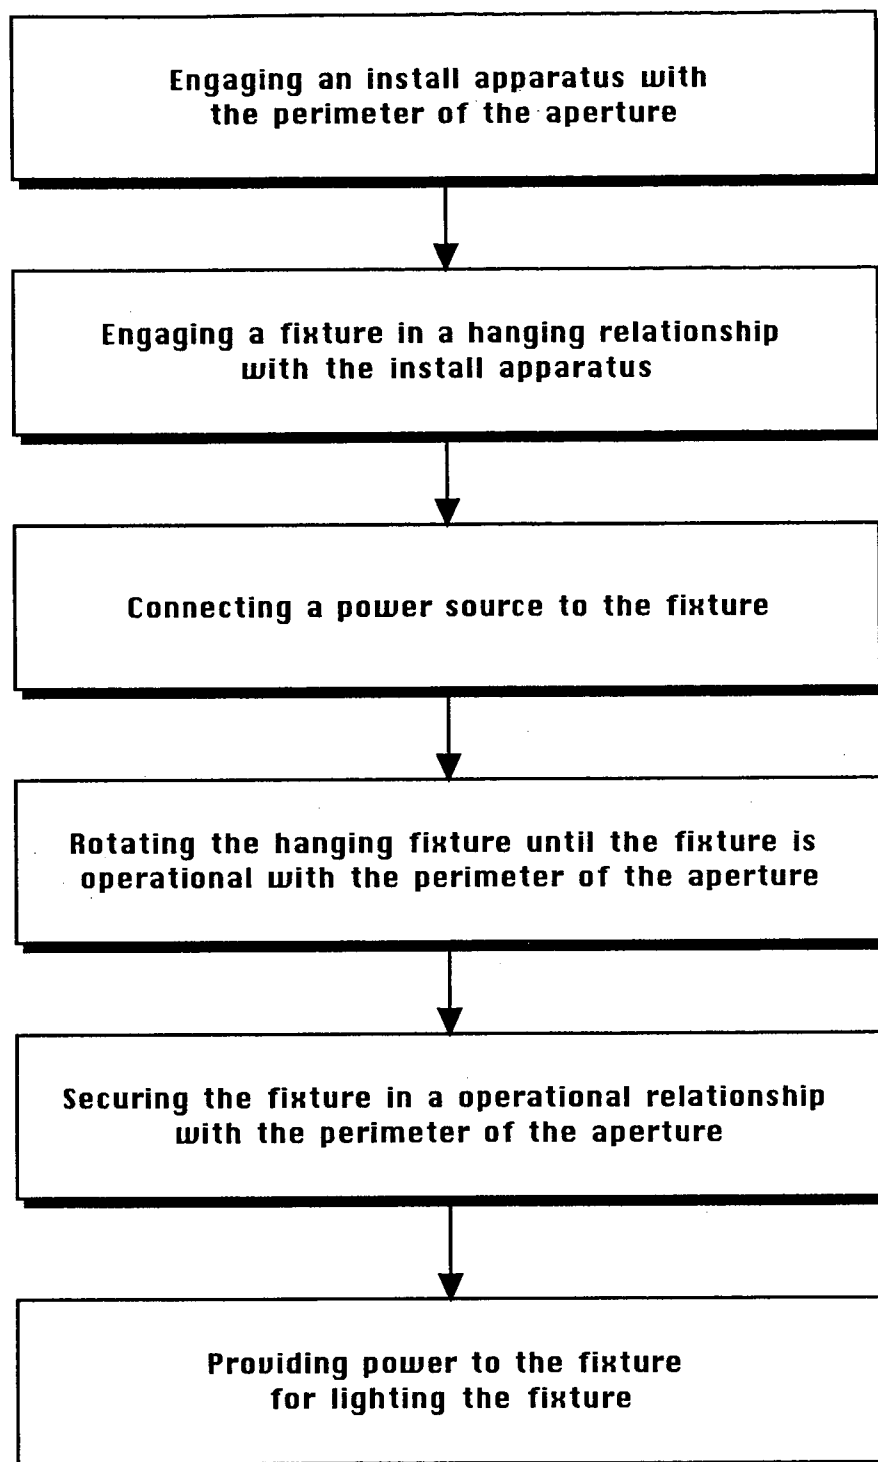 Engaging an install apparatus with
the perimeter of the aperture
Engaging a fixture in a hanging relationship
with the install apparatus
Connecting a power source to the fixture
Rotating the hanging fixture until the fixture is
operational with the perimeter of the aperture
Securing the fixture in a operational relationship
with the perimeter of the aperture
Providing power to the fixture
for lighting the fixture